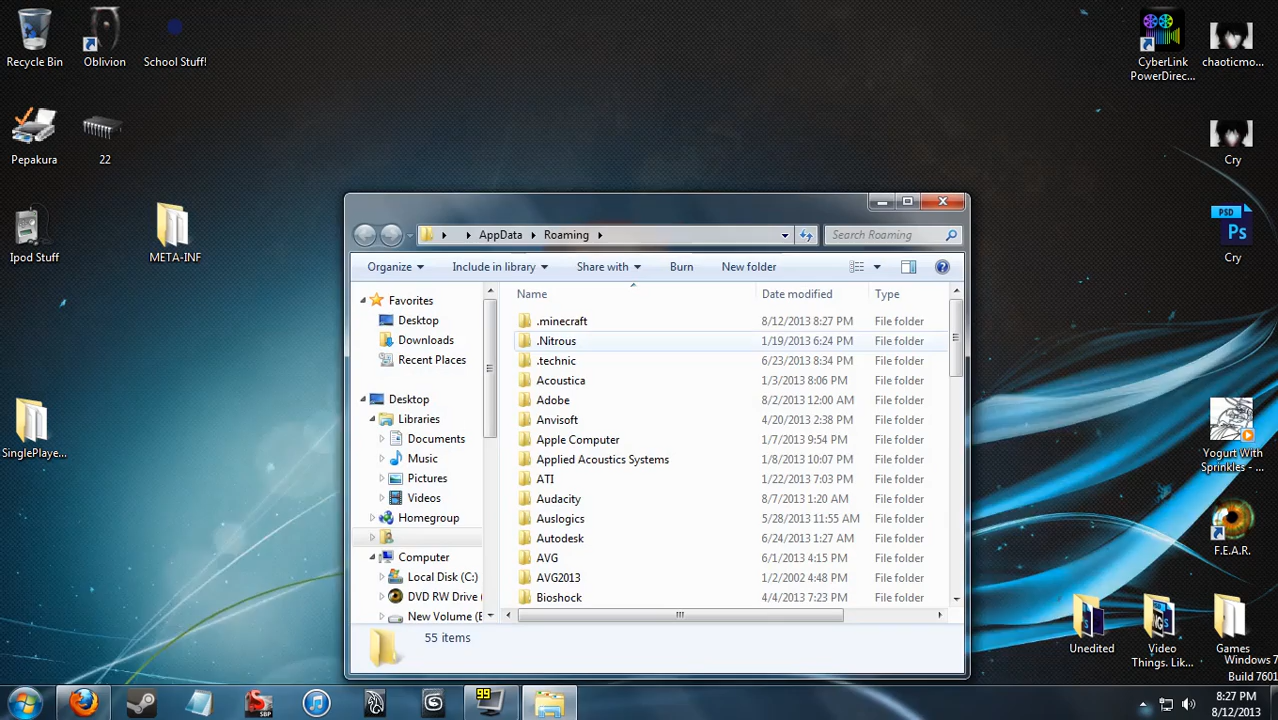 Recycle Bin
Oblivion
School Stuff!
CyberLink
PowerDirec...
chaoticmo...
Pepakura
22
Cry
Ipod Stuff
META-INF
PSD
Ps
Cry
SinglePlaye...
AppData
Roaming
Search Roaming
Organize
Include in library
Share with
Burn
New folder
Favorites
Desktop
Downloads
Recent Places
Desktop
Libraries
Documents
Music
Pictures
Videos
Homegroup
Computer
Local Disk (C:)
DVD RW Drive (
New Volume (E
Name Date modified Type
.minecraft 8/12/2013 8:27 PM File folder
.Nitrous 1/19/2013 6:24 PM File folder
.technic 6/23/2013 8:34 PM File folder
Acoustica 1/3/2013 8:06 PM File folder
Adobe 8/2/2013 12:00 AM File folder
Anvisoft 4/20/2013 2:38 PM File folder
Apple Computer 1/7/2013 9:54 PM File folder
Applied Acoustics Systems 1/8/2013 10:07 PM File folder
ATI 1/22/2013 7:03 PM File folder
Audacity 8/7/2013 1:20 AM File folder
Auslogics 5/28/2013 11:55 AM File folder
Autodesk 6/24/2013 1:27 AM File folder
AVG 6/1/2013 4:15 PM File folder
AVG2013 1/2/2002 4:48 PM File folder
Bioshock 4/4/2013 7:23 PM File folder
55 items
Yogurt With
Sprinkles - ...
F.E.A.R.
Unedited
Video
Things. Lik...
Games
Windows 7
Build 7601
SBP
99
8:27 PM
8/12/2013